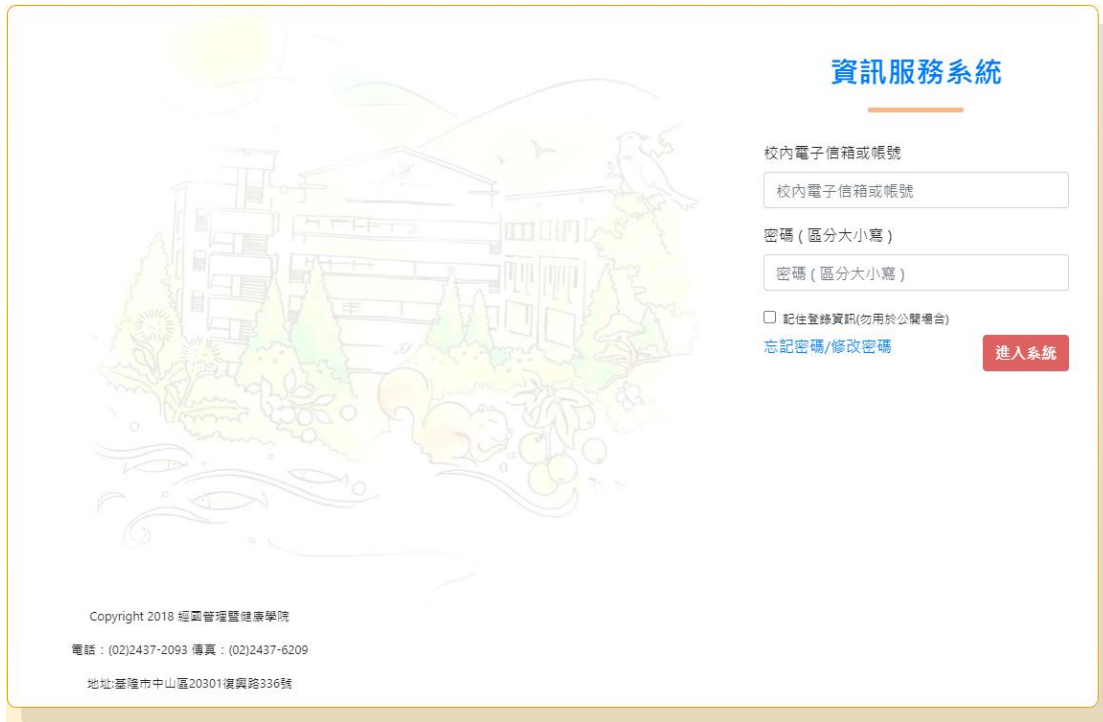 資訊服務系統
校內電子信箱或帳號
校內電子信箱或帳號
密碼 ( 區分大小寫 )
密碼 ( 區分大小寫 )
記住登錄資訊(勿用於公開場合)
忘記密碼/修改密碼
進入系統
Copyright 2018 經國管理暨健康學院
電話：(02)2437-2093 傳真：(02)2437-6209
地址:基隆市中山區20301復興路336號